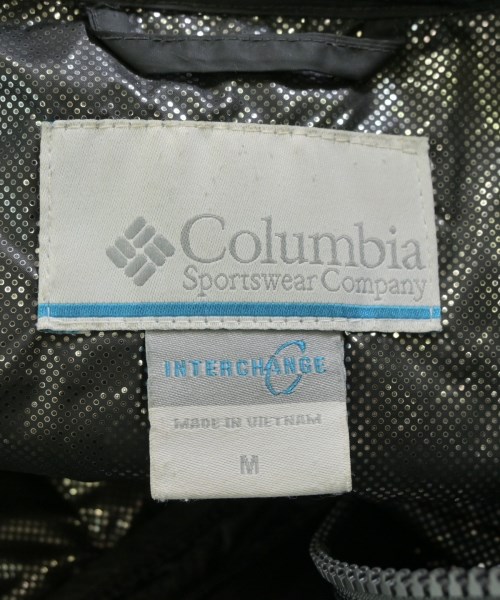 Columbia
Sportswear Company
INTERCHANGE
MADE IN VIETNAM
M